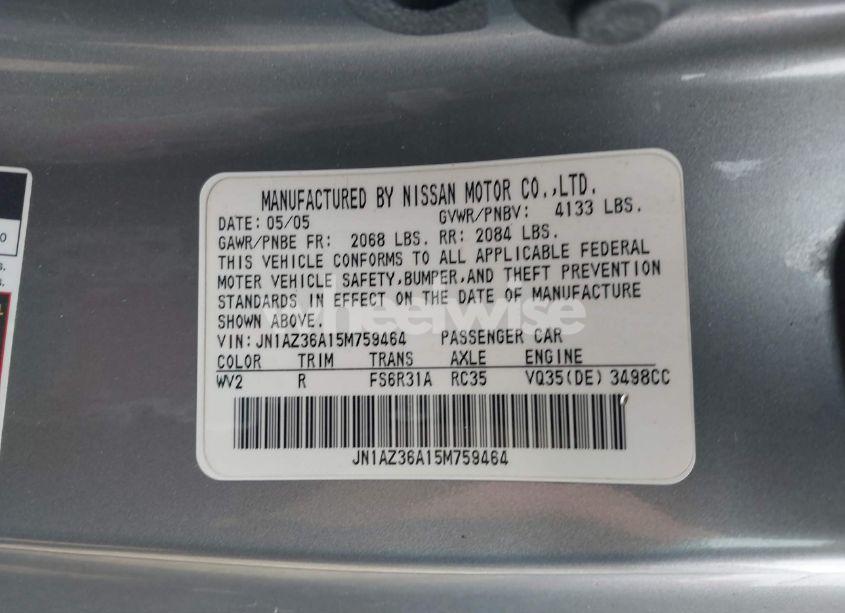 MANUFACTURED BY NISSAN MOTOR CO.,LTD.
DATE: 05/05 GVWR/PNBV: 4133 LBS.
GAWR/PNBE FR: 2068 LBS. RR: 2084 LBS.
THIS VEHICLE CONFORMS TO ALL APPLICABLE FEDERAL
MOTER VEHICLE SAFETY,BUMPER,AND THEFT PREVENTION
STANDARDS IN EFFECT ON THE DATE OF MANUFACTURE
SHOWN ABOVE.
wheelwise
VIN:JN1AZ36A15M759464 PASSENGER CAR
COLOR TRIM TRANS AXLE ENGINE
WV2 R FS6R31A RC35 VQ35(DE) 3498CC
JN1AZ36A15M759464